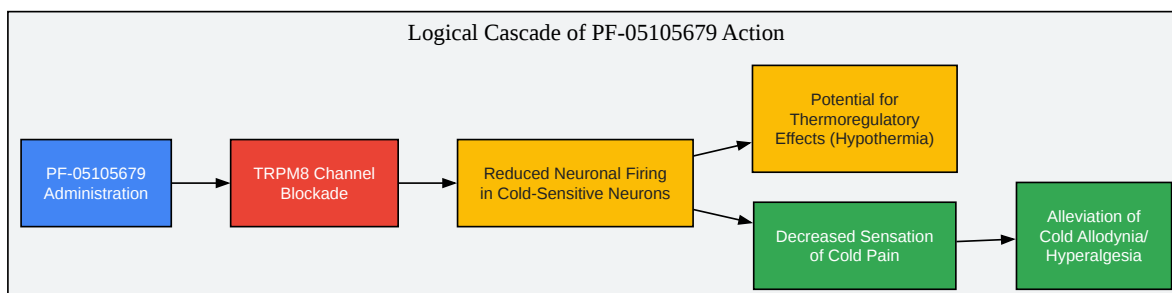 Logical Cascade of PF-05105679 Action
PF-05105679
Administration
TRPM8 Channel
Blockade
Reduced Neuronal Firing
in Cold-Sensitive Neurons
Potential for
Thermoregulatory
Effects (Hypothermia)
Decreased Sensation
of Cold Pain
Alleviation of
Cold Allodynia/
Hyperalgesia